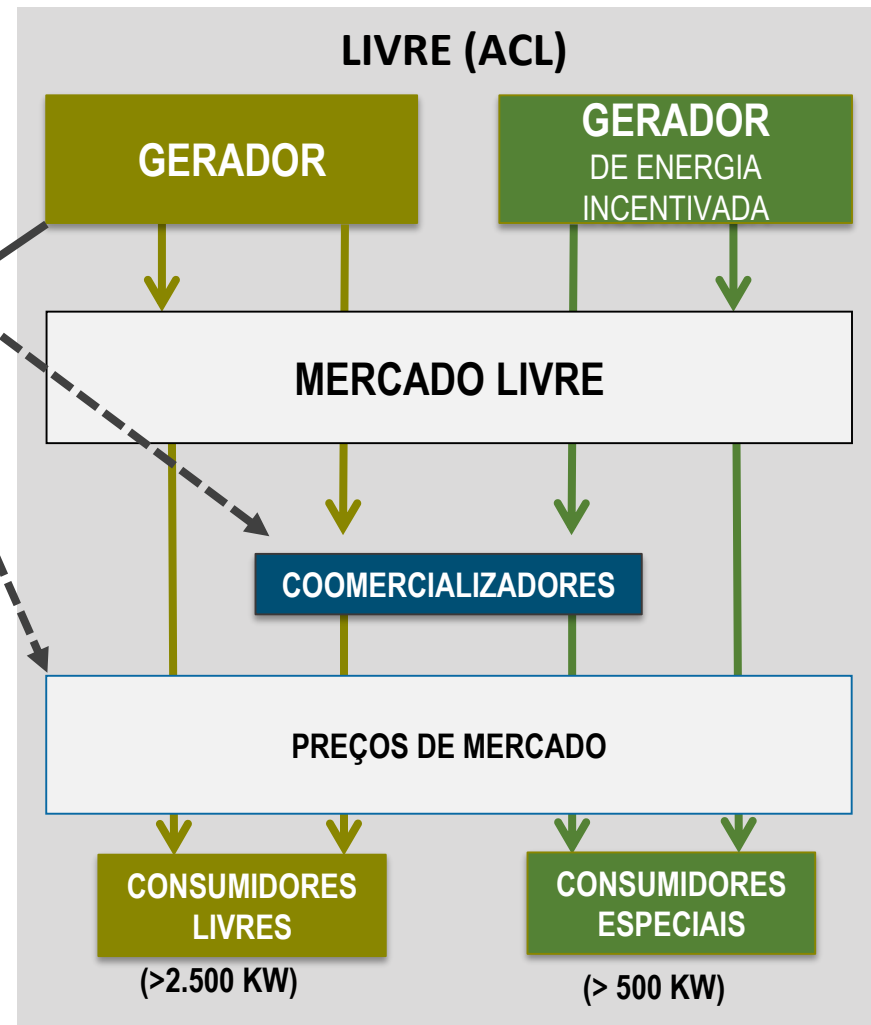 LIVRE (ACL)
GERADOR
GERADOR
DE ENERGIA
INCENTIVADA
MERCADO LIVRE
COOMERCIALIZADORES
PREÇOS DE MERCADO
CONSUMIDORES
LIVRES
(>2.500 KW)
CONSUMIDORES
ESPECIAIS
(> 500 KW)